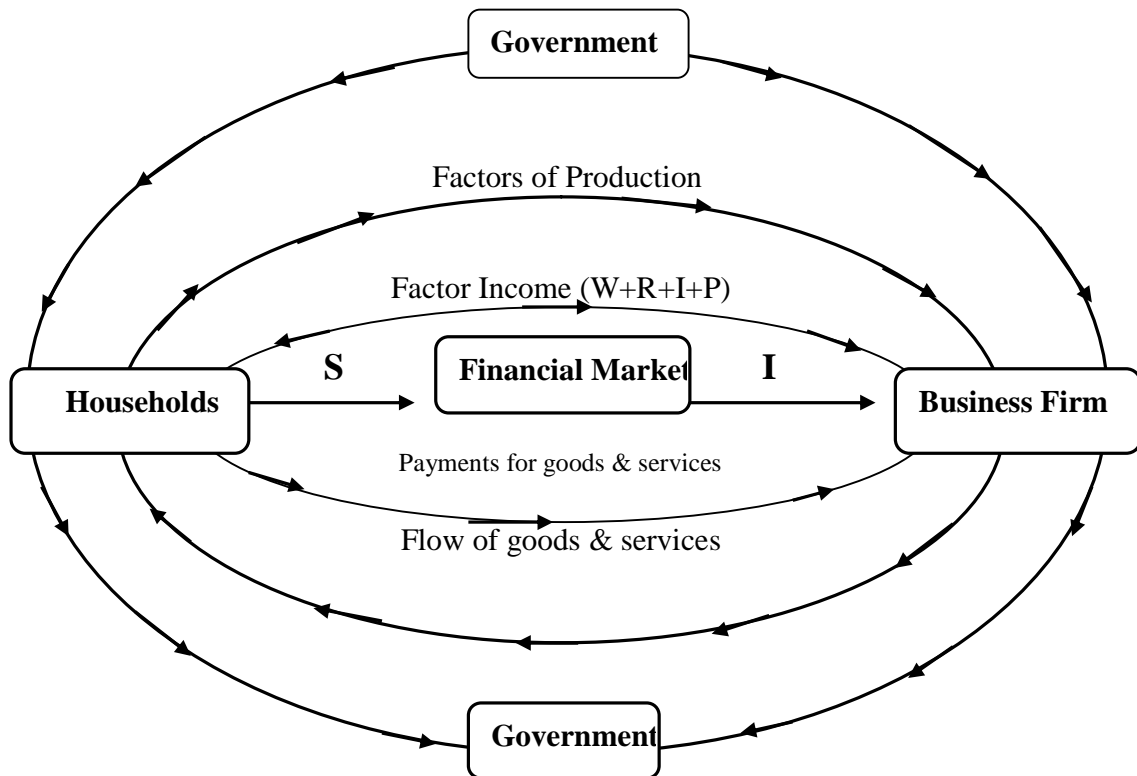 Government
Factors of Production
Factor Income (W+R+I+P)
S
Financial Market
I
Households
Business Firm
Payments for goods & services
Flow of goods & services
Government